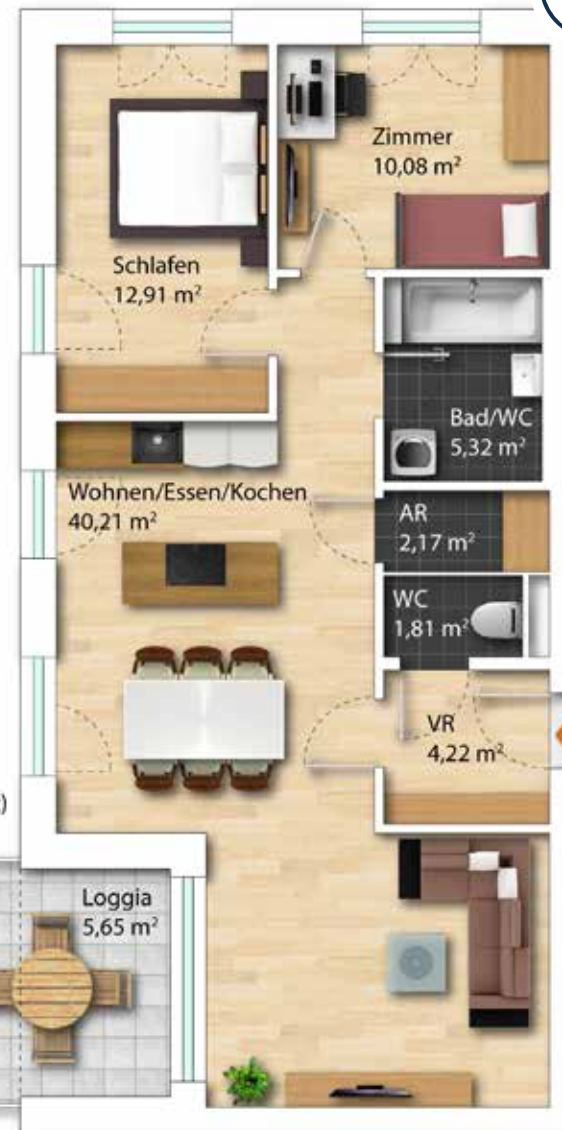 Zimmer
10,08 m²
Schlafen
12,91 m²
Bad/WC
5,32 m²
Wohnen/Essen/Kochen
40,21 m²
AR
2,17 m²
WC
1,81 m²
VR
4,22 m²
)
Loggia
5,65 m²